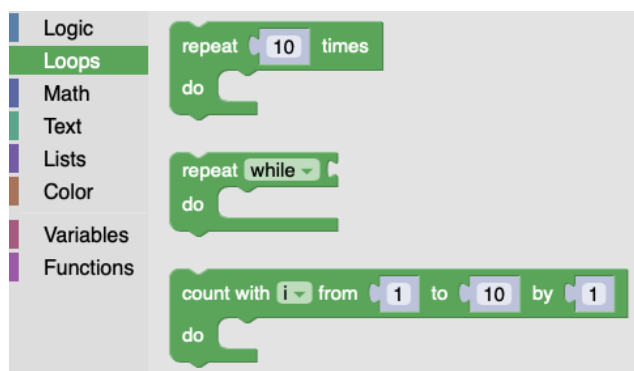 Logic
Loops
Math
Text
Lists
Color
Variables
Functions
repeat 10 times
do
repeat while
do
count with i from 1 to 10 by 1
do